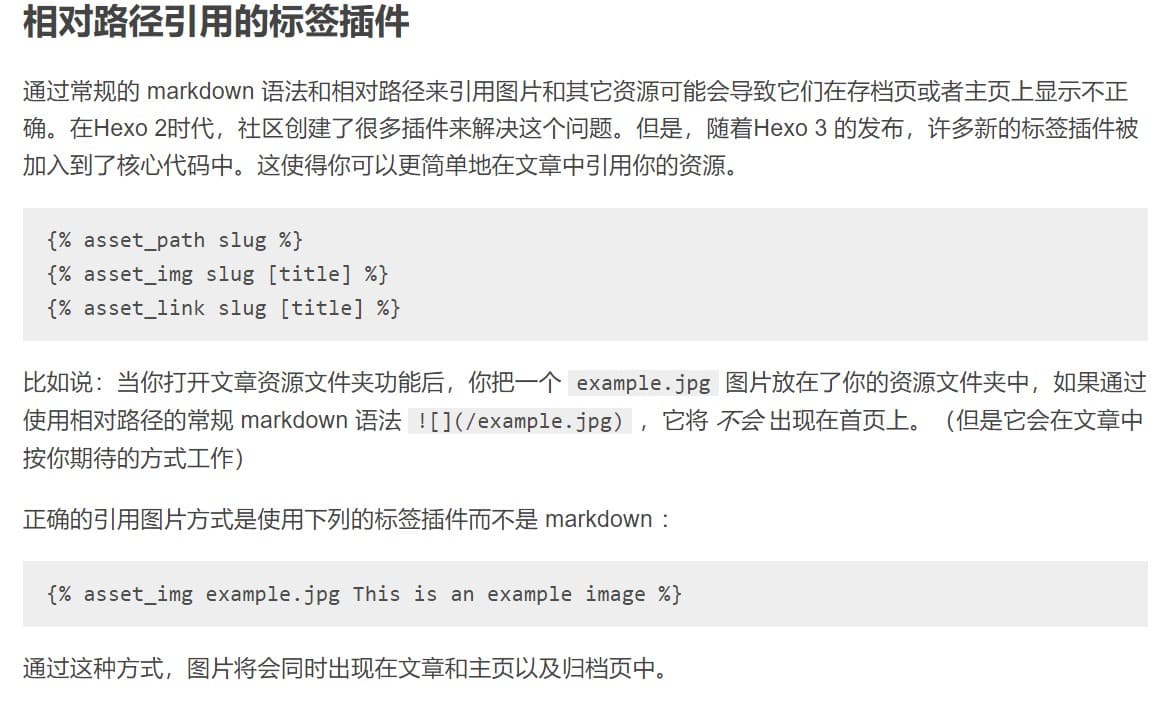 相对路径引用的标签插件
通过常规的 markdown 语法和相对路径来引用图片和其它资源可能会导致它们在存档页或者主页上显示不正
确。在Hexo 2时代，社区创建了很多插件来解决这个问题。但是，随着Hexo 3 的发布，许多新的标签插件被
加入到了核心代码中。这使得你可以更简单地在文章中引用你的资源。
{% asset_path slug %}
{% asset_img slug [title] %}
{% asset_link slug [title] %}
比如说：当你打开文章资源文件夹功能后，你把一个 example.jpg 图片放在了你的资源文件夹中，如果通过
使用相对路径的常规 markdown 语法 ![](/example.jpg) ，它将 不会 出现在首页上。（但是它会在文章中
按你期待的方式工作）
正确的引用图片方式是使用下列的标签插件而不是 markdown ：
{% asset_img example.jpg This is an example image %}
通过这种方式，图片将会同时出现在文章和主页以及归档页中。